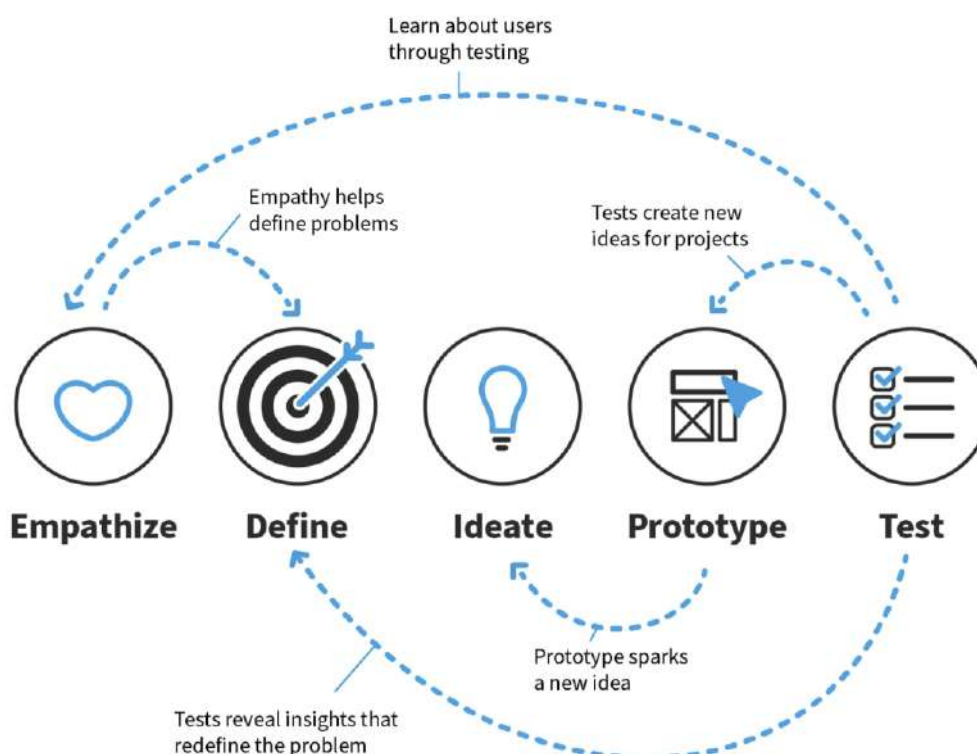 Learn about users
through testing
Empathy helps
define problems
Tests create new
ideas for projects
Empathize
Define
Ideate
Prototype
Test
Prototype sparks
a new idea
Tests reveal insights that
redefine the problem